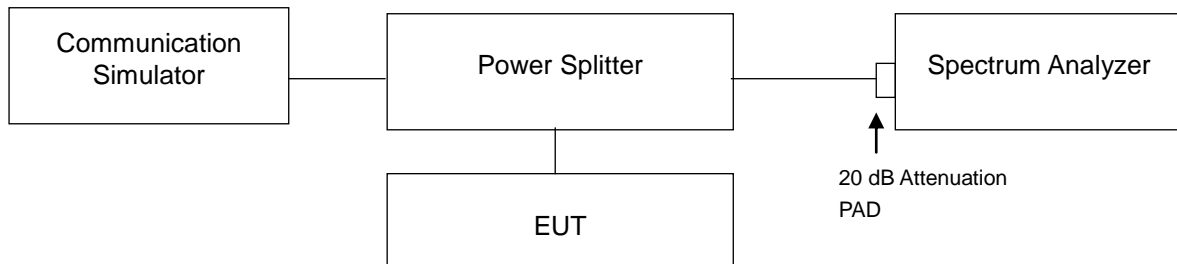 Communication
Simulator
Power Splitter
Spectrum Analyzer
20 dB Attenuation
PAD
EUT